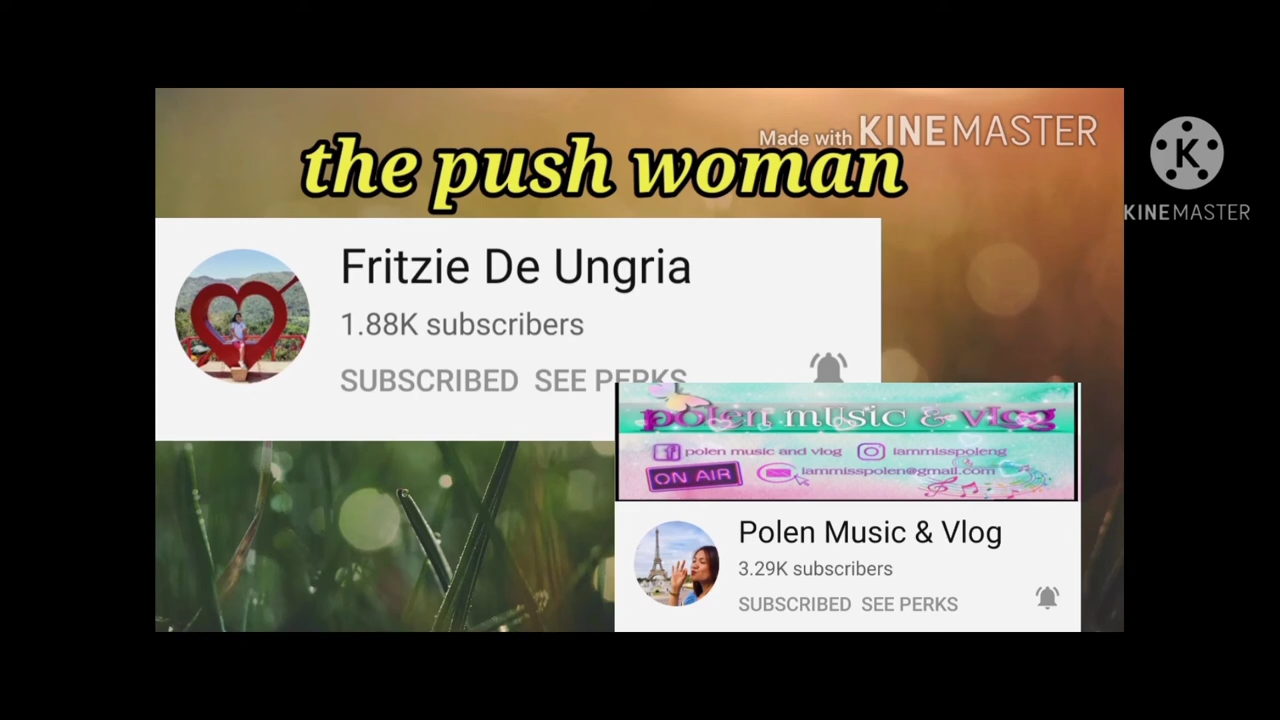 Made with KINEMASTER
the push woman
K
KINEMASTER
Fritzie De Ungria
1.88K subscribers
SUBSCRIBED SEE PERKS
polen music & vlog
f polen music and vlog iammisspoleng
ON AIR iammisspolen@gmail.com
Polen Music & Vlog
3.29K subscribers
SUBSCRIBED SEE PERKS